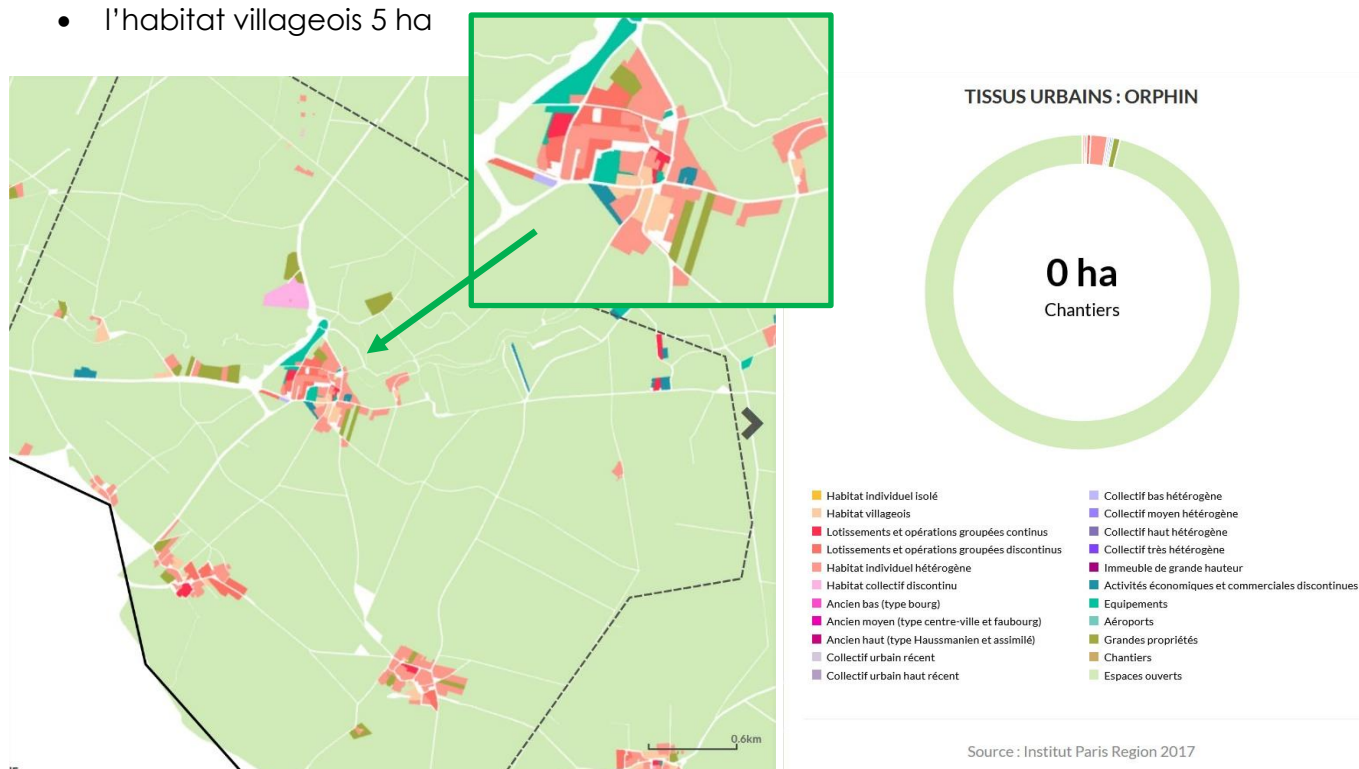 • l'habitat villageois 5 ha
TISSUS URBAINS : ORPHIN
0 ha
Chantiers
Habitat individuel isolé
Habitat villageois
Lotissements et opérations groupées continus
Lotissements et opérations groupées discontinus
Habitat individuel hétérogène
Habitat collectif discontinu
Ancien bas (type bourg)
Ancien moyen (type centre-ville et faubourg)
Ancien haut (type Haussmanien et assimilé)
Collectif urbain récent
Collectif urbain haut récent
Collectif bas hétérogène
Collectif moyen hétérogène
Collectif haut hétérogène
Collectif très hétérogène
Immeuble de grande hauteur
Activités économiques et commerciales discontinues
Equipements
Aéroports
Grandes propriétés
Chantiers
Espaces ouverts
0.6km
Source : Institut Paris Region 2017